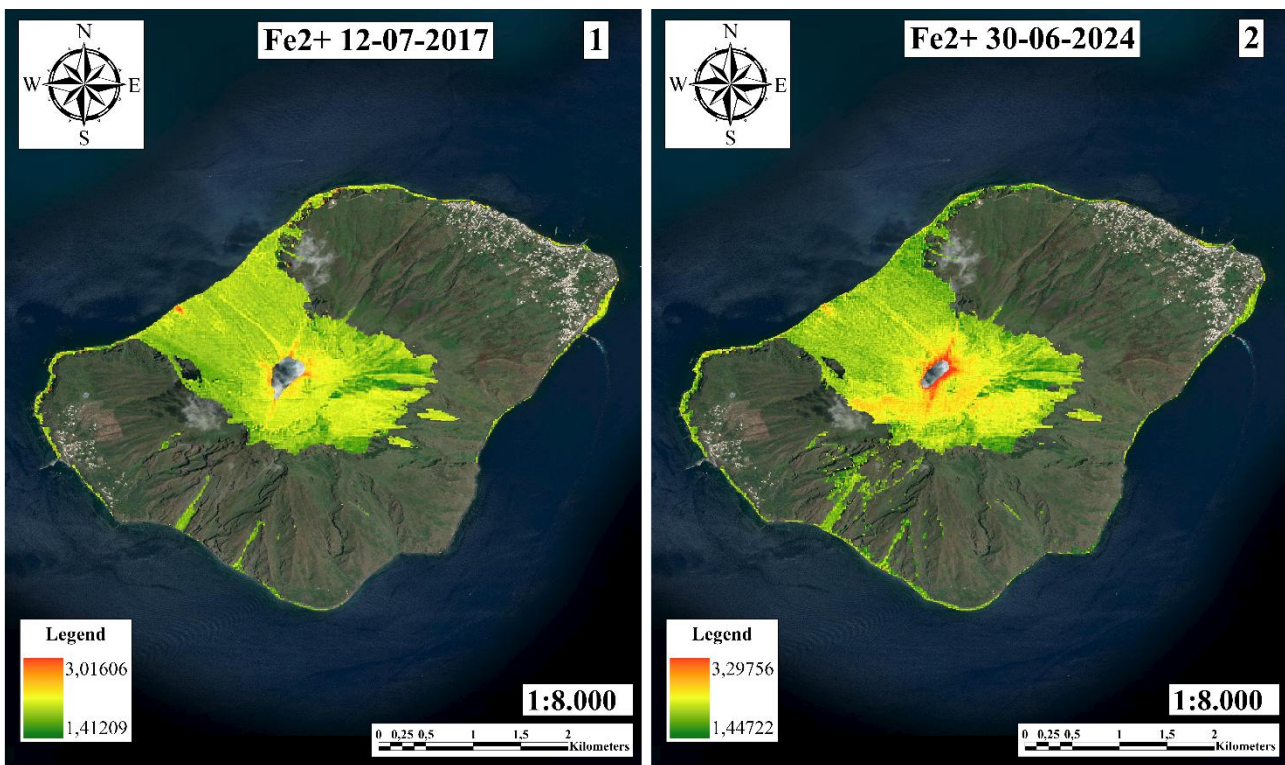 Fe2+ 12-07-2017
1
N
W E
S
Legend
3,01606
1,41209
1:8.000
0 0,25 0,5 1 1,5 2
Kilometers
Fe2+ 30-06-2024
2
N
W E
S
Legend
3,29756
1,44722
1:8.000
0 0,25 0,5 1 1,5 2
Kilometers